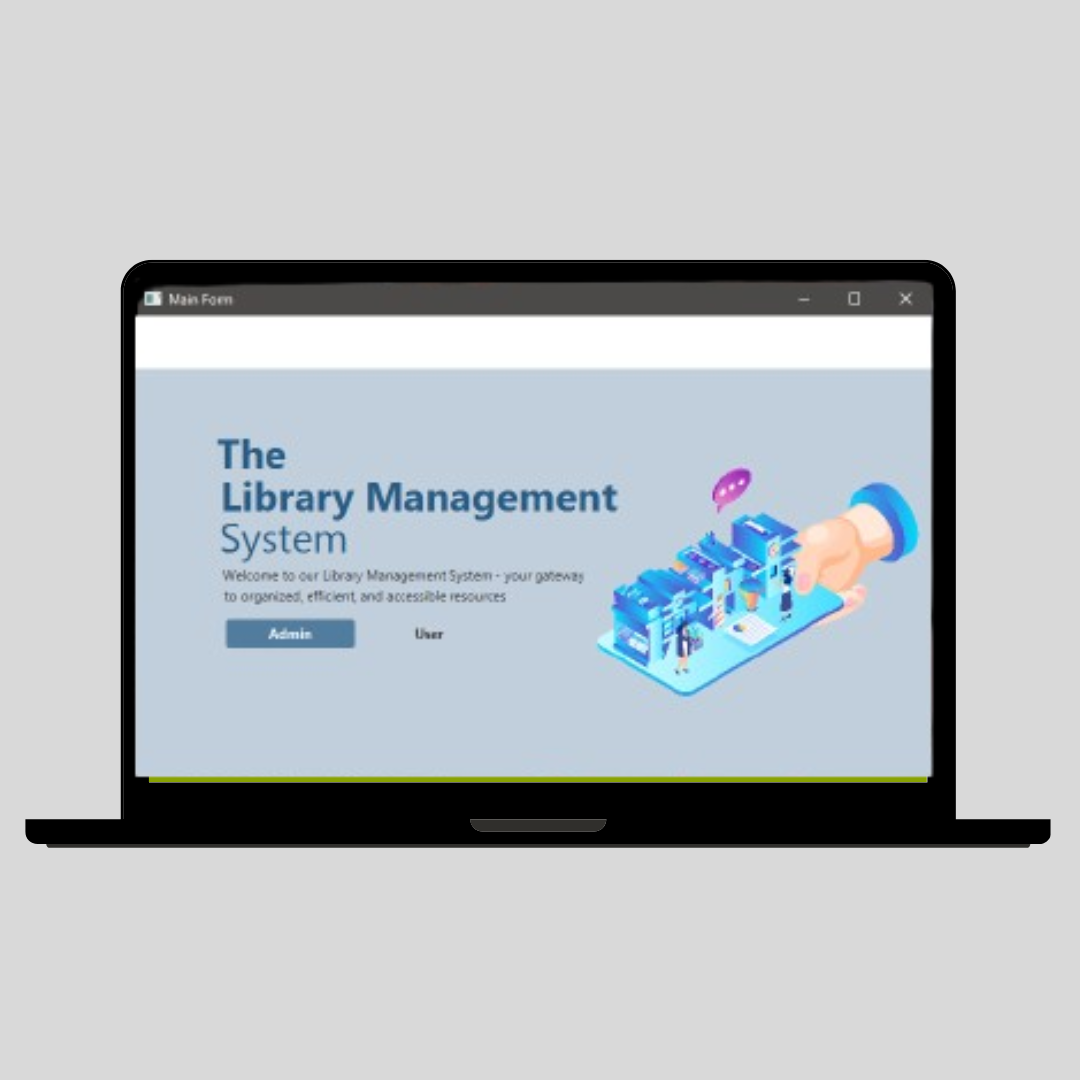 Main Form
The
Library Management
System
Welcome to our Library Management System - your gateway
to organized, efficient, and accessible resources
Admin User